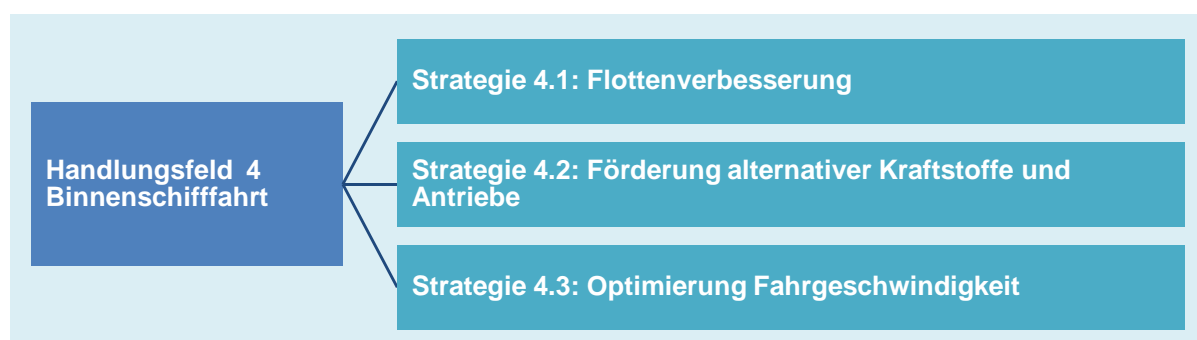 Handlungsfeld 4
Binnenschifffahrt
Strategie 4.1: Flottenverbesserung
Strategie 4.2: Förderung alternativer Kraftstoffe und
Antriebe
Strategie 4.3: Optimierung Fahrgeschwindigkeit